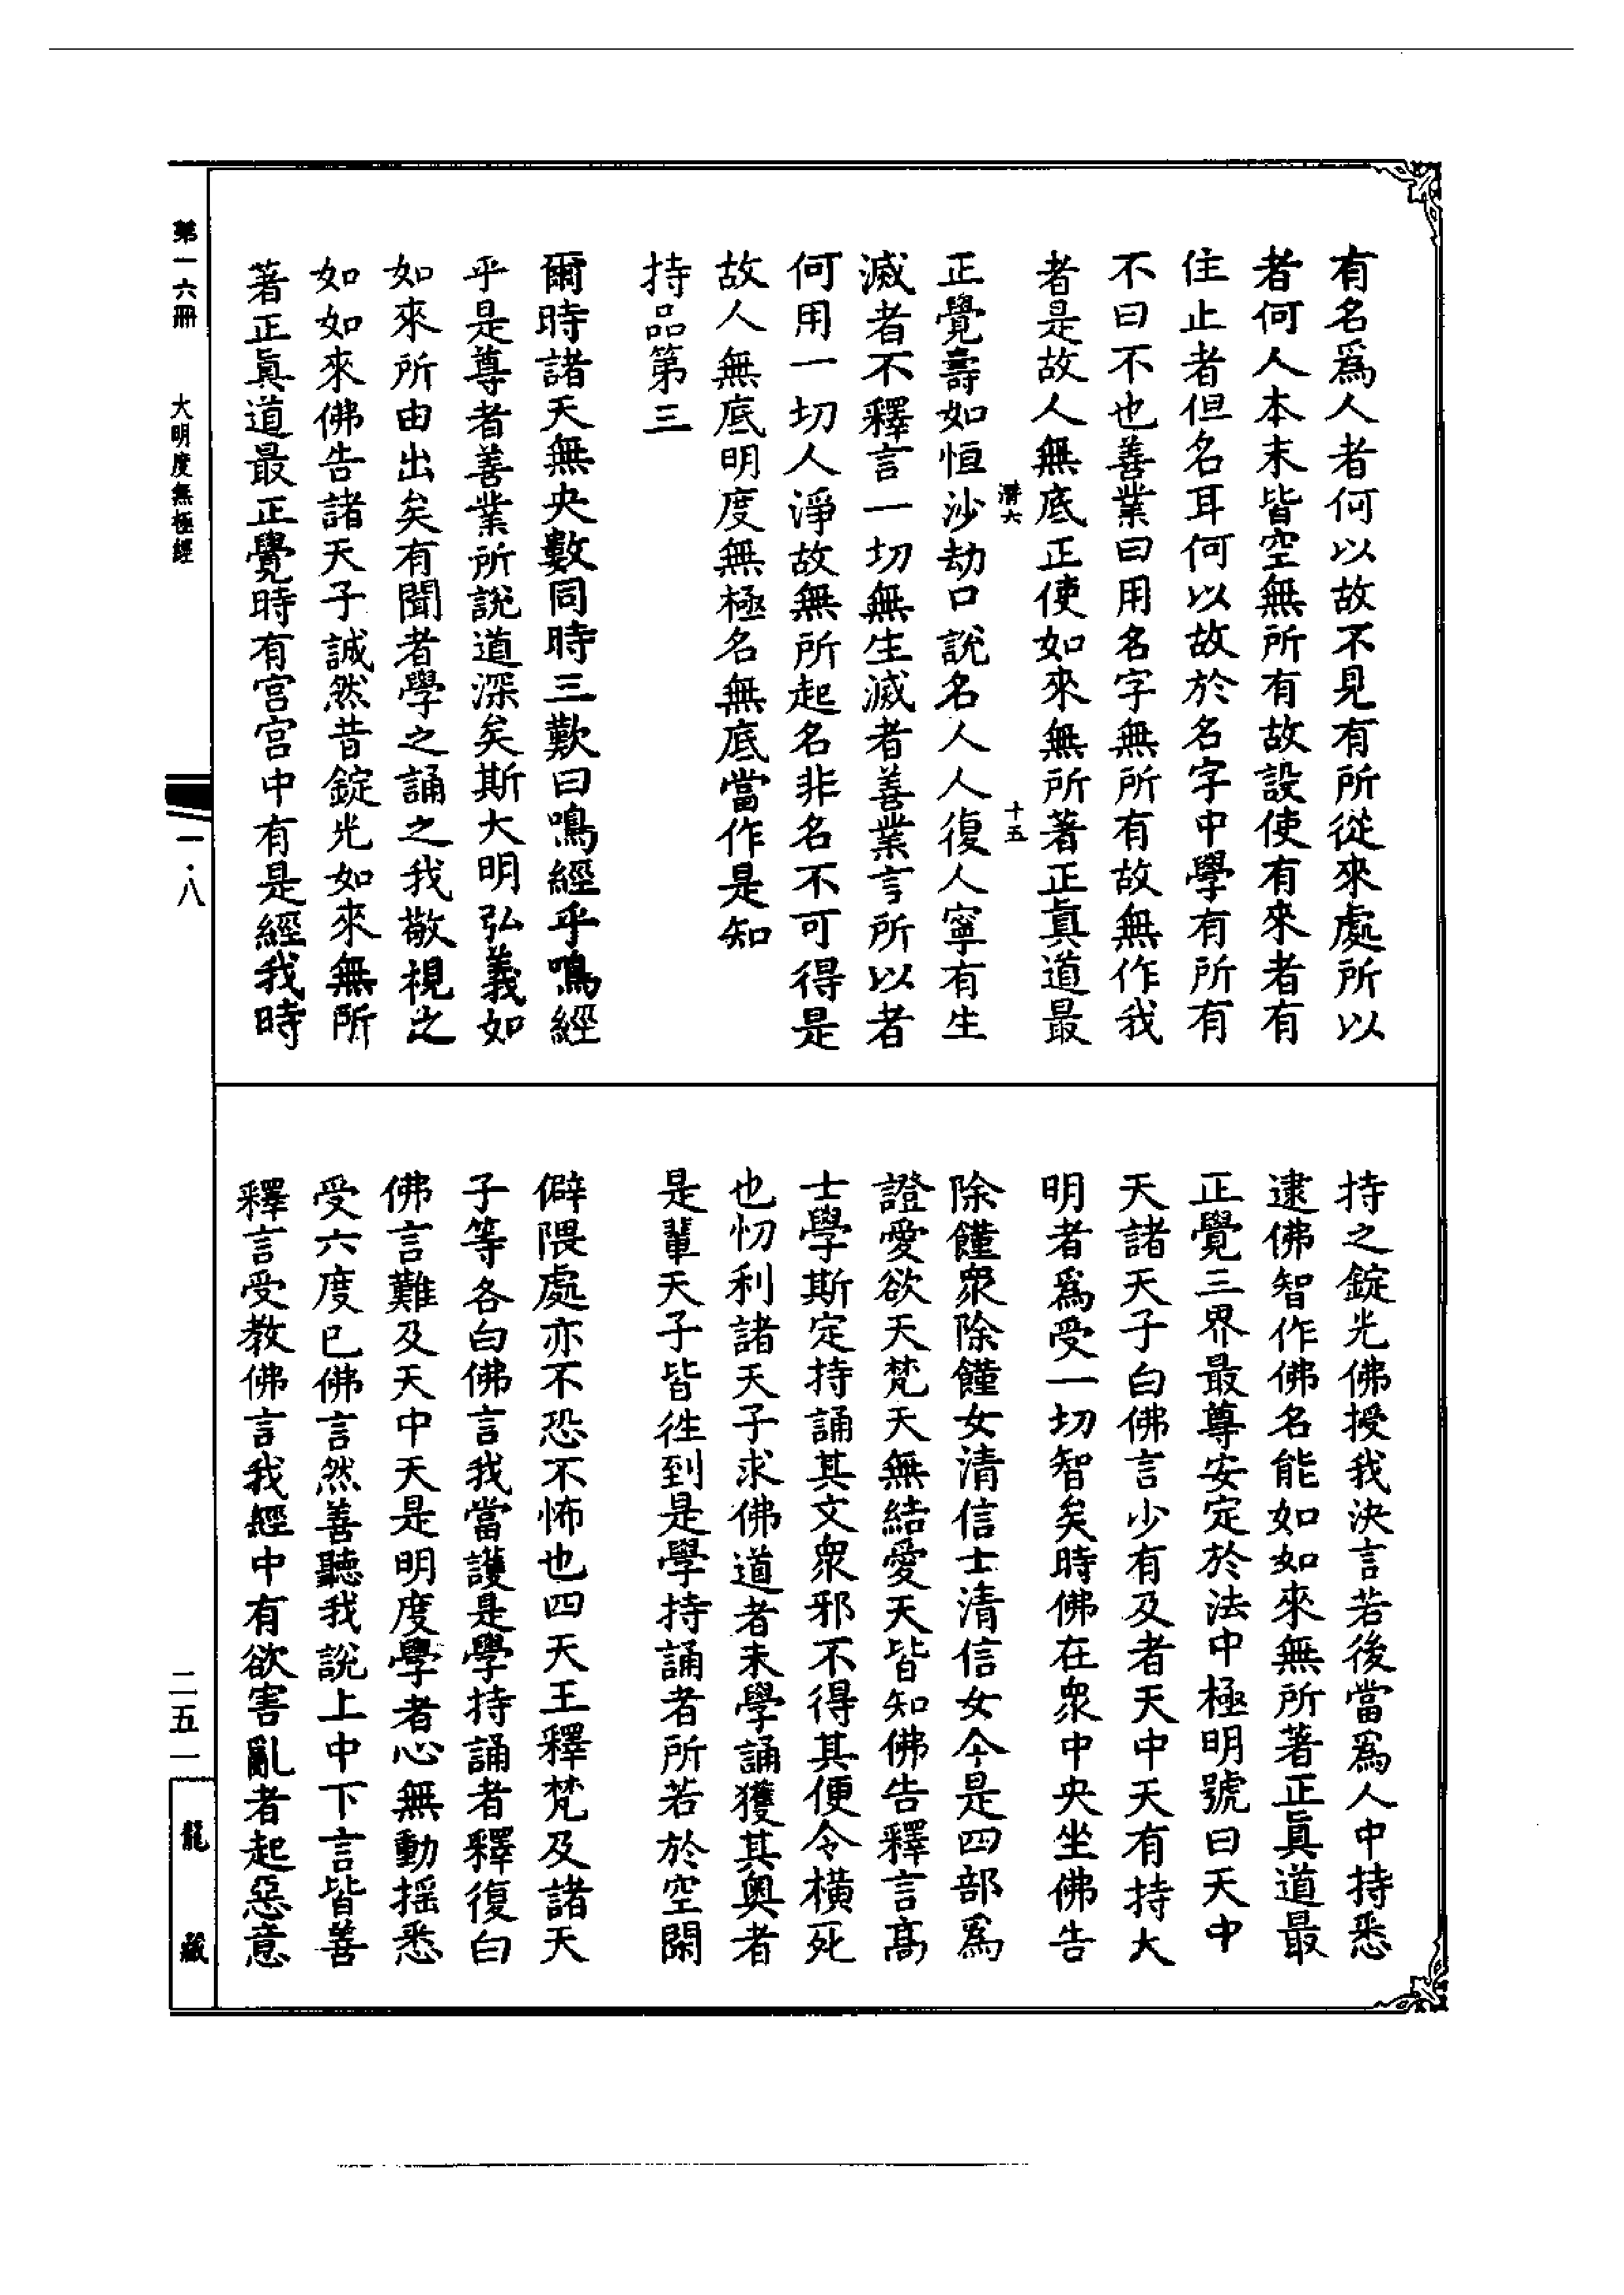 有名爲人者何以故不見有所從來處所以
者何人本末皆空無所有故設使有來者有
住止者但名耳何以故於名字中學有所有
不曰不也善業曰用名字無所有故無作我
者是故人無底正使如來無所著正眞道最
濳六 十五
正覺壽如恒沙劫口說名人人復人寧有生
滅者不釋言一切無生滅者善業言所以者
何用一切人淨故無所起名非名不可得是
故人無底明度無極名無底當作是知
持品第三
爾時諸天無央數同時三歎曰鳴經乎鳴經
乎是尊者善業所說道深矣斯大明弘義如
如來所由出矣有聞者學之誦之我敬視之
如如來佛告諸天子誠然昔錠光如來無所
著正眞道最正覺時有宮宮中有是經我時
持之錠光佛授我決言若後當爲人中持悉
逮佛智作佛名能如如來無所著正眞道最
正覺三界最尊安定於法中極明號曰天中
天諸天子白佛言少有及者天中天有持大
明者爲受一切智矣時佛在衆中央坐佛告
除饉衆除饉女清信士清信女今是四部爲
證愛欲天梵天無結愛天皆知佛告釋言高
士學斯定持誦其文衆邪不得其便令橫死
也忉利諸天子求佛道者未學誦獲其奧者
是輩天子皆往到是學持誦者所若於空閑
僻隈處亦不恐不怖也四天王釋梵及諸天
子等各白佛言我當護是學持誦者釋復白
佛言難及天中天是明度學者心無動揺悉
受六度已佛言然善聽我說上中下言皆善
釋言受教佛言我經中有欲害亂者起惡意
第一六冊 大明度無極經 一·八 二五一 龍藏